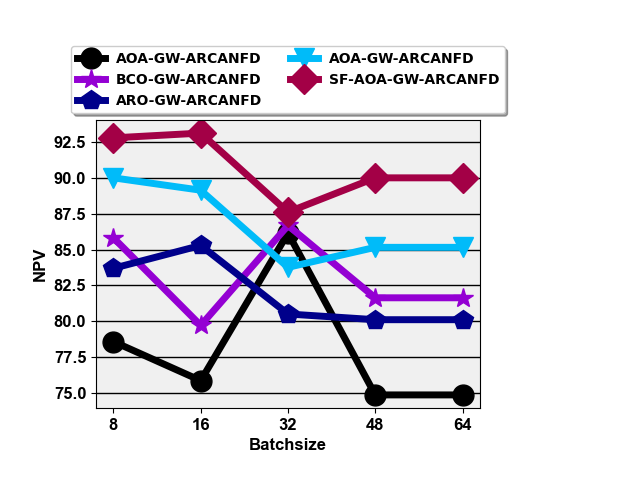 AOA-GW-ARCANFD
BCO-GW-ARCANFD
ARO-GW-ARCANFD
AOA-GW-ARCANFD
SF-AOA-GW-ARCANFD
92.5
90.0
87.5
85.0
82.5
80.0
77.5
75.0
NPV
8 16 32 48 64
Batchsize